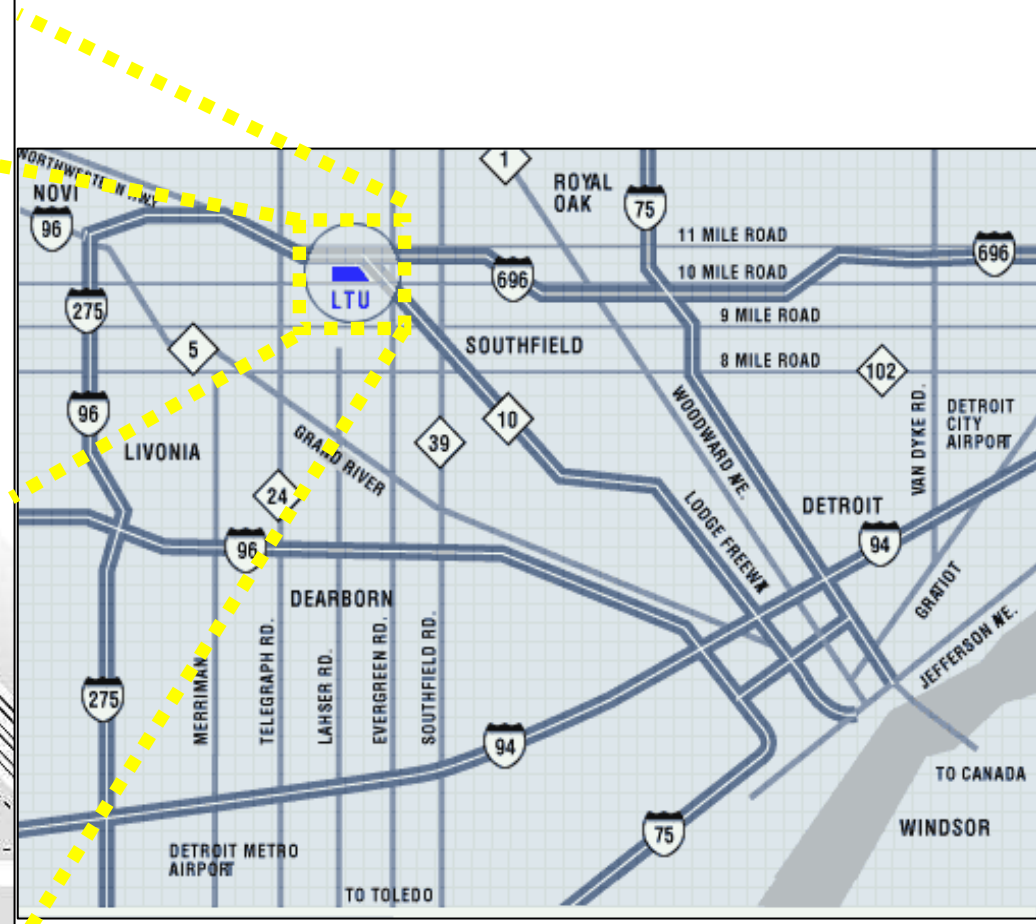 NORTHWESTERN HWY
NOVI
96
1
ROYAL
OAK
75
11 MILE ROAD
696
10 MILE ROAD
696
275
LTU
9 MILE ROAD
5
SOUTHFIELD
8 MILE ROAD
102
96
10
WOODWARD AVE.
VAN DYKE RD.
DETROIT
CITY
AIRPORT
LIVONIA
GRAND RIVER
39
24
LODGE FREEWAY
DETROIT
94
96
DEARBORN
GRATIOT
JEFFERSON AVE.
275
MERRIMAN
TELEGRAPH RD.
LAHSER RD.
EVERGREEN RD.
SOUTHFIELD RD.
94
TO CANADA
75
WINDSOR
DETROIT METRO
AIRPORT
TO TOLEDO